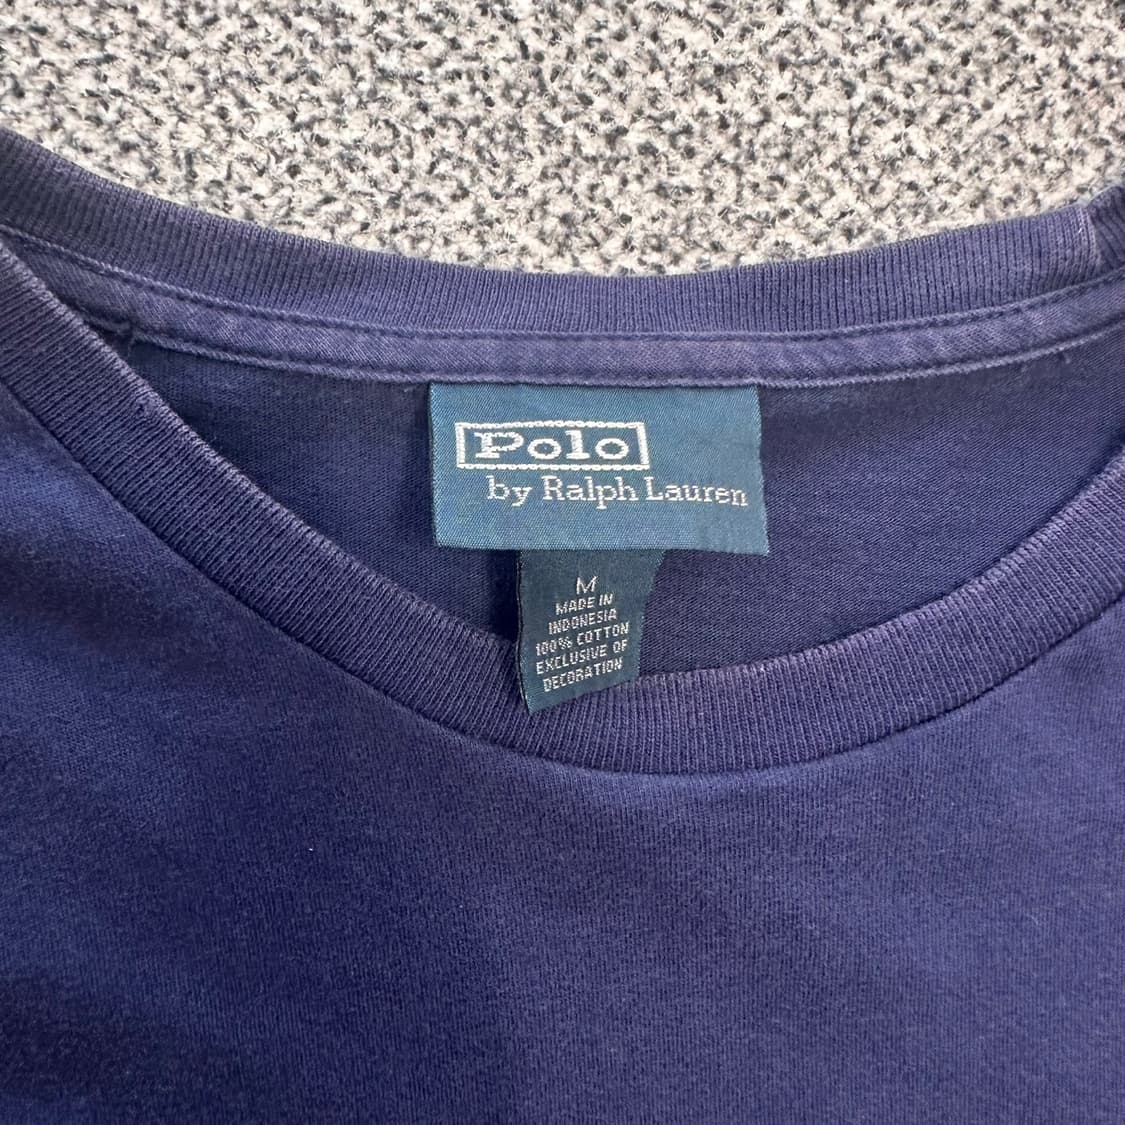 Polo
by Ralph Lauren
M
MADE IN
INDONESIA
100% COTTON
EXCLUSIVE OF
DECORATION